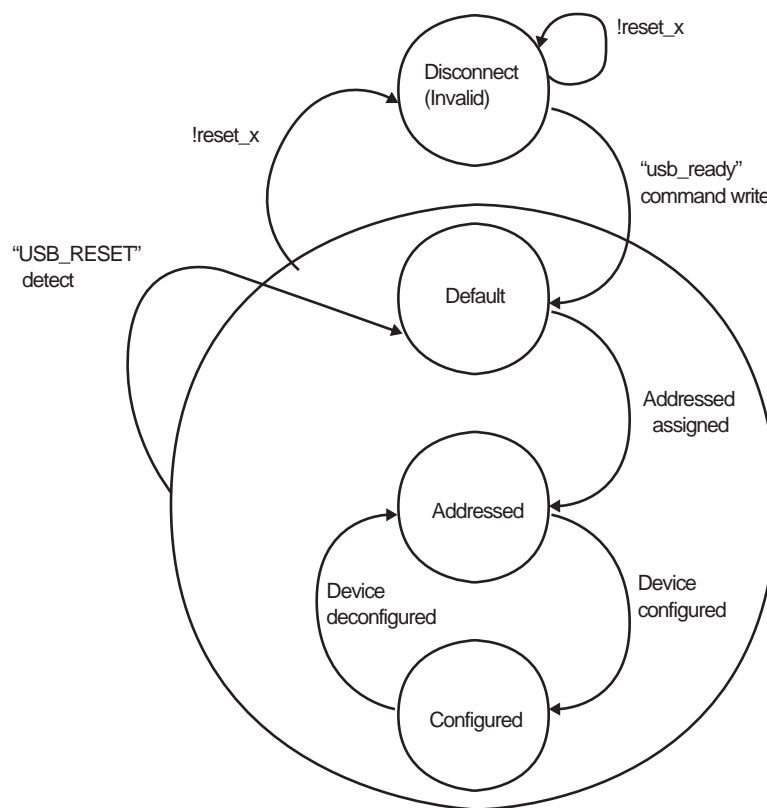 !reset_x
Disconnect
(Invalid)
!reset_x
“usb_ready”
command write
“USB_RESET”
detect
Default
Addressed
assigned
Addressed
Device
deconfigured
Device
configured
Configured